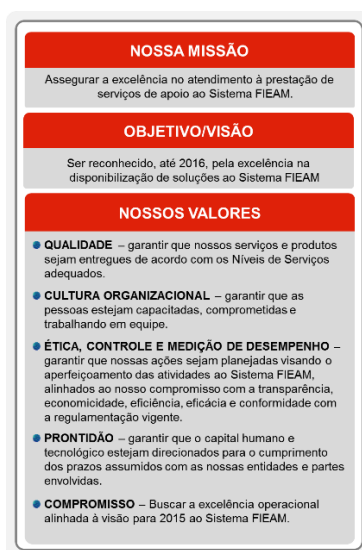 NOSSA MISSÃO
Assegurar a excelência no atendimento à prestação de
serviços de apoio ao Sistema FIEAM.
OBJETIVO/VISÃO
Ser reconhecido, até 2016, pela excelência na
disponibilização de soluções ao Sistema FIEAM
NOSSOS VALORES
QUALIDADE – garantir que nossos serviços e produtos
sejam entregues de acordo com os Níveis de Serviços
adequados.
CULTURA ORGANIZACIONAL – garantir que as
pessoas estejam capacitadas, comprometidas e
trabalhando em equipe.
ÉTICA, CONTROLE E MEDIÇÃO DE DESEMPENHO –
garantir que nossas ações sejam planejadas visando o
aperfeiçoamento das atividades ao Sistema FIEAM,
alinhados ao nosso compromisso com a transparência,
economicidade, eficiência, eficácia e conformidade com
a regulamentação vigente.
PRONTIDÃO – garantir que o capital humano e
tecnológico estejam direcionados para o cumprimento
dos prazos assumidos com as nossas entidades e partes
envolvidas.
COMPROMISSO – Buscar a excelência operacional
alinhada à visão para 2015 ao Sistema FIEAM.